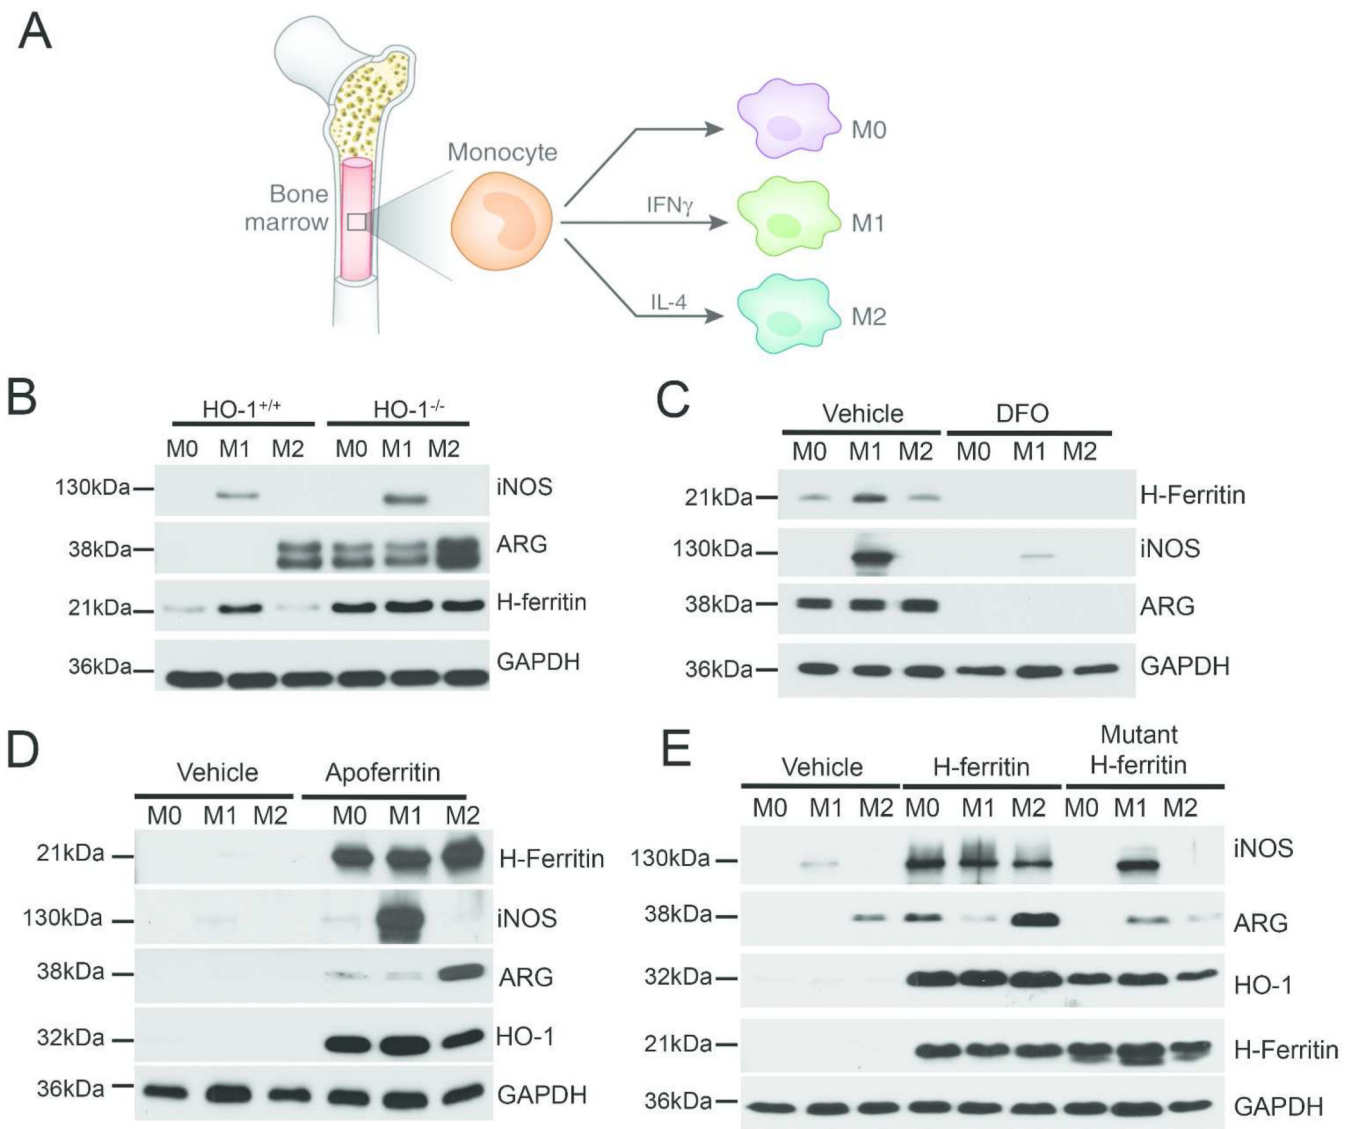 A
Monocyte
Bone
marrow
IFNγ
IL-4
M0
M1
M2
B
HO-1+/+ HO-1-/-
M0 M1 M2 M0 M1 M2
130kDa iNOS
38kDa ARG
21kDa H-ferritin
36kDa GAPDH
C
Vehicle DFO
M0 M1 M2 M0 M1 M2
21kDa H-Ferritin
130kDa iNOS
38kDa ARG
36kDa GAPDH
D
Vehicle Apoferritin
M0 M1 M2 M0 M1 M2
21kDa H-Ferritin
130kDa iNOS
38kDa ARG
32kDa HO-1
36kDa GAPDH
E
Vehicle H-ferritin Mutant H-ferritin
M0 M1 M2 M0 M1 M2 M0 M1 M2
130kDa iNOS
38kDa ARG
32kDa HO-1
21kDa H-Ferritin
36kDa GAPDH